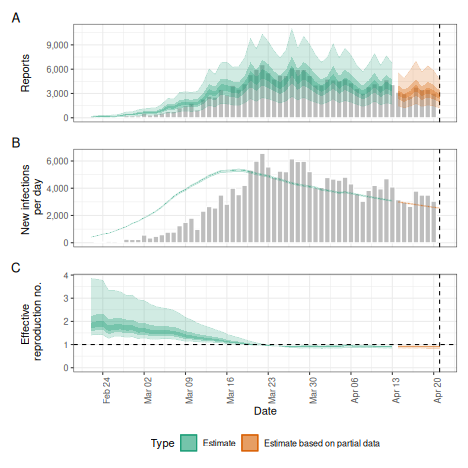 A
Reports
9,000
6,000
3,000
0
B
New infections
per day
6,000
4,000
2,000
0
C
Effective
reproduction no.
4
3
2
1
0
Feb 24
Mar 02
Mar 09
Mar 16
Mar 23
Mar 30
Apr 06
Apr 13
Apr 20
Date
Type Estimate Estimate based on partial data